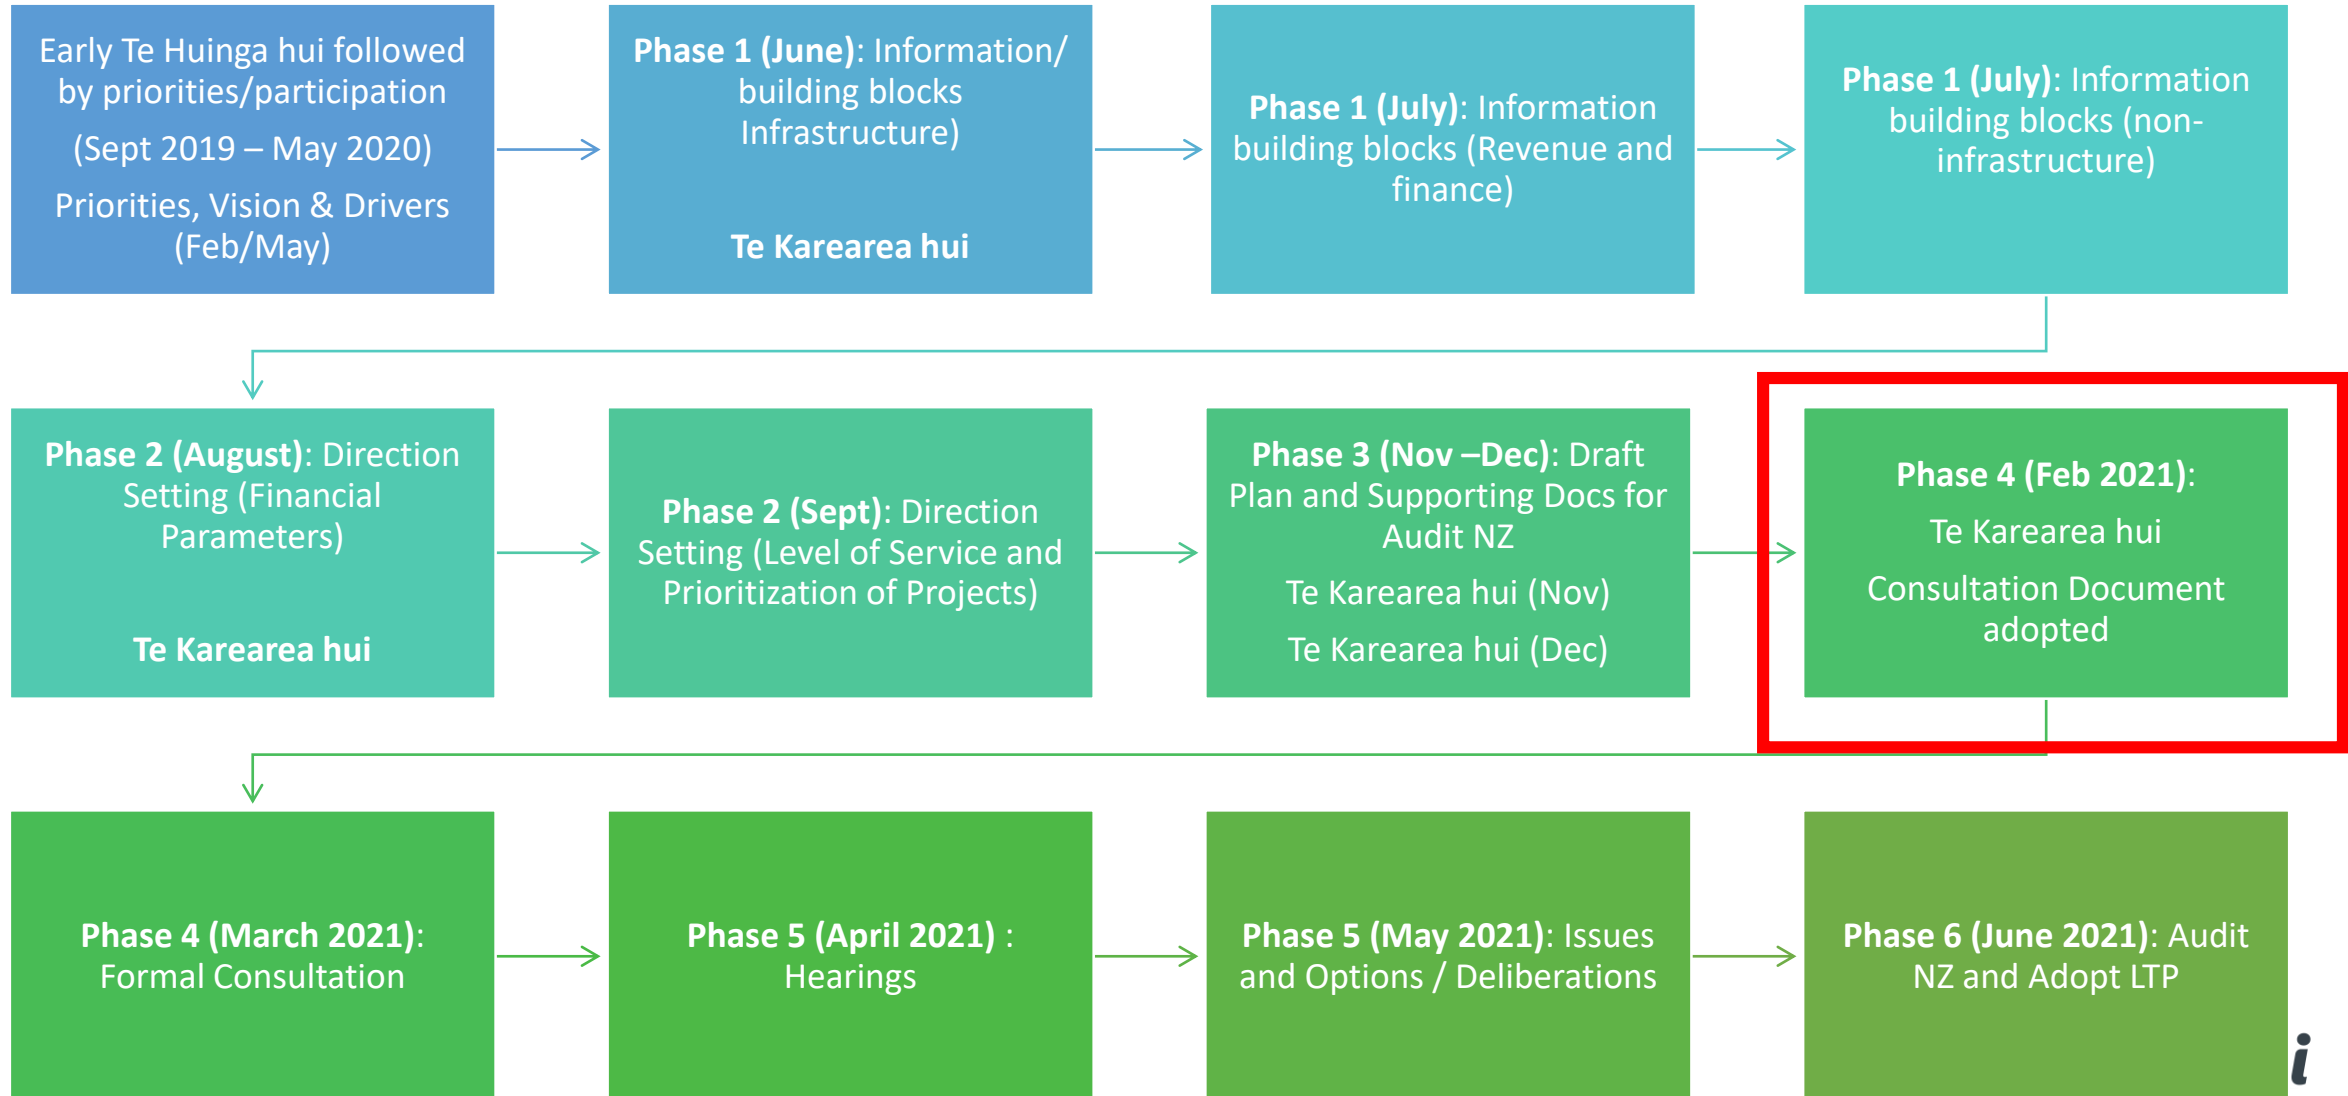 Early Te Huinga hui followed
by priorities/participation
(Sept 2019 – May 2020)
Priorities, Vision & Drivers
(Feb/May)
Phase 1 (June): Information/
building blocks
Infrastructure)
Te Karearea hui
Phase 1 (July): Information
building blocks (Revenue and
finance)
Phase 1 (July): Information
building blocks (non-
infrastructure)
Phase 2 (August): Direction
Setting (Financial
Parameters)
Te Karearea hui
Phase 2 (Sept): Direction
Setting (Level of Service and
Prioritization of Projects)
Phase 3 (Nov –Dec): Draft
Plan and Supporting Docs for
Audit NZ
Te Karearea hui (Nov)
Te Karearea hui (Dec)
Phase 4 (Feb 2021):
Te Karearea hui
Consultation Document
adopted
Phase 4 (March 2021):
Formal Consultation
Phase 5 (April 2021) :
Hearings
Phase 5 (May 2021): Issues
and Options / Deliberations
Phase 6 (June 2021): Audit
NZ and Adopt LTP
i